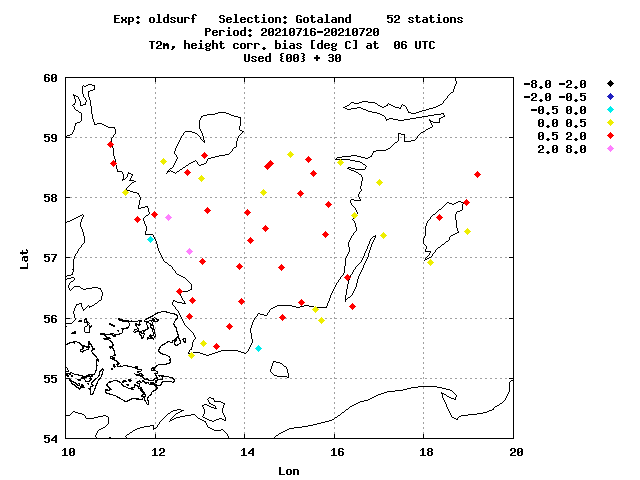 Exp: oldsurf   Selection: Gotaland     52 stations
Period: 20210716-20210720
T2m, height corr. bias [deg C] at  06 UTC
Used {00} + 30
60
59
58
57
56
55
54
Lat
10 12 14 16 18 20
Lon
-8.0 -2.0
-2.0 -0.5
-0.5 0.0
0.0 0.5
0.5 2.0
2.0 8.0